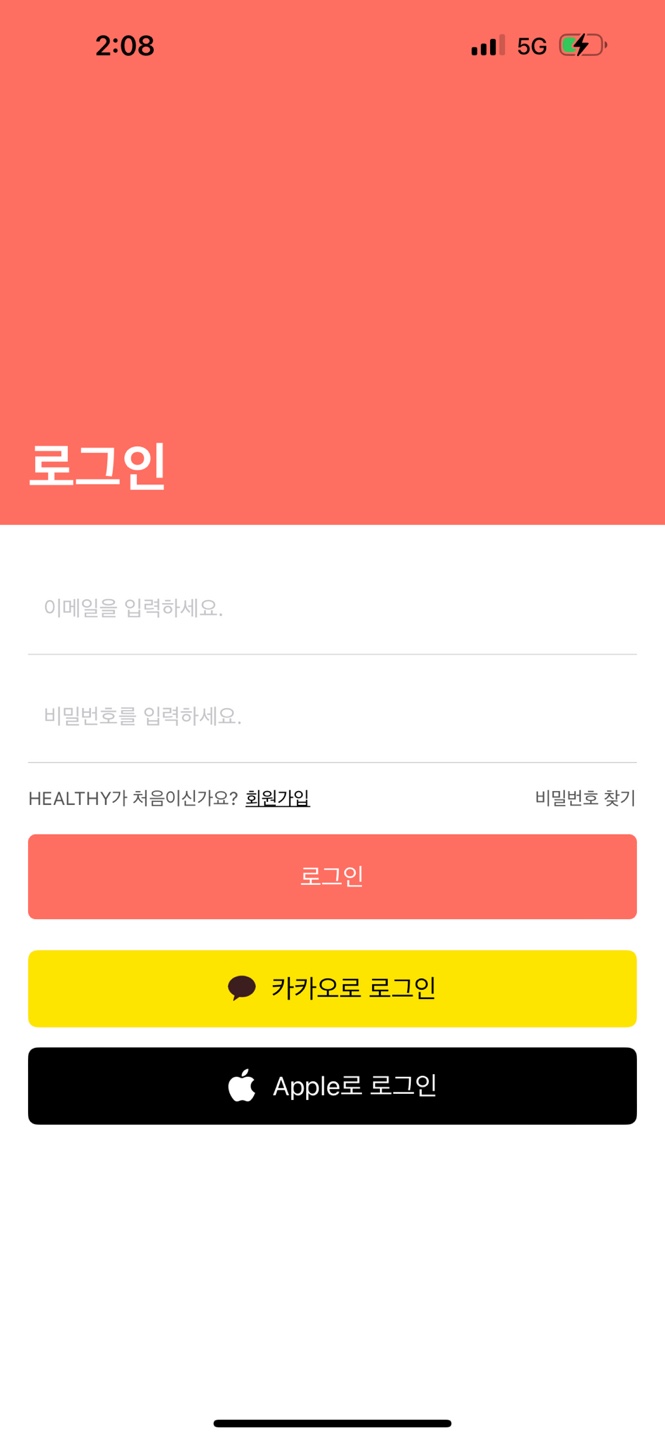 2:08
5G
로그인
이메일을 입력하세요.
비밀번호를 입력하세요.
HEALTHY가 처음이신가요? 회원가입 비밀번호 찾기
로그인
카카오로 로그인
Apple로 로그인